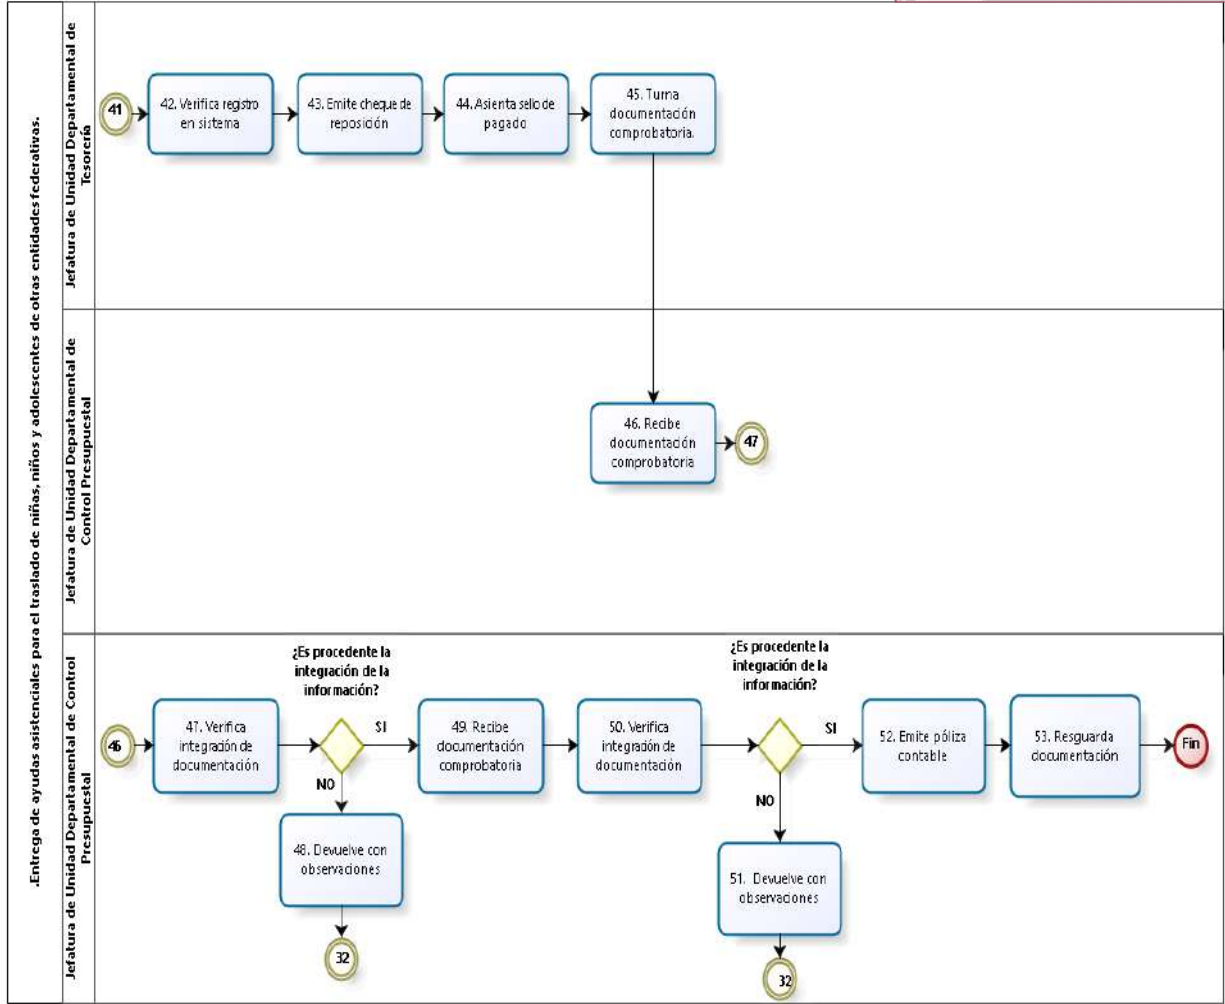 .Entrega de ayudas asistenciales para el traslado de niñas, niños y adolescentes de otras entidades federativas.
Jefatura de Unidad Departamental de
Tesorería
41
42. Verifica registro
en sistema
43. Emite cheque de
reposición
44. Asienta sello de
pagado
45. Turna
documentación
comprobatoria.
Jefatura de Unidad Departamental de
Control Presupuestal
46. Recibe
documentación
comprobatoria
47
Jefatura de Unidad Departamental de Control
Presupuestal
46
47. Verifica
integración de
documentación
¿Es procedente la
integración de la
información?
SI
NO
48. Devuelve con
observaciones
32
49. Recibe
documentación
comprobatoria
50. Verifica
integración de
documentación
¿Es procedente la
integración de la
información?
SI
NO
51. Devuelve con
observaciones
32
52. Emite póliza
contable
53. Resguarda
documentación
Fin